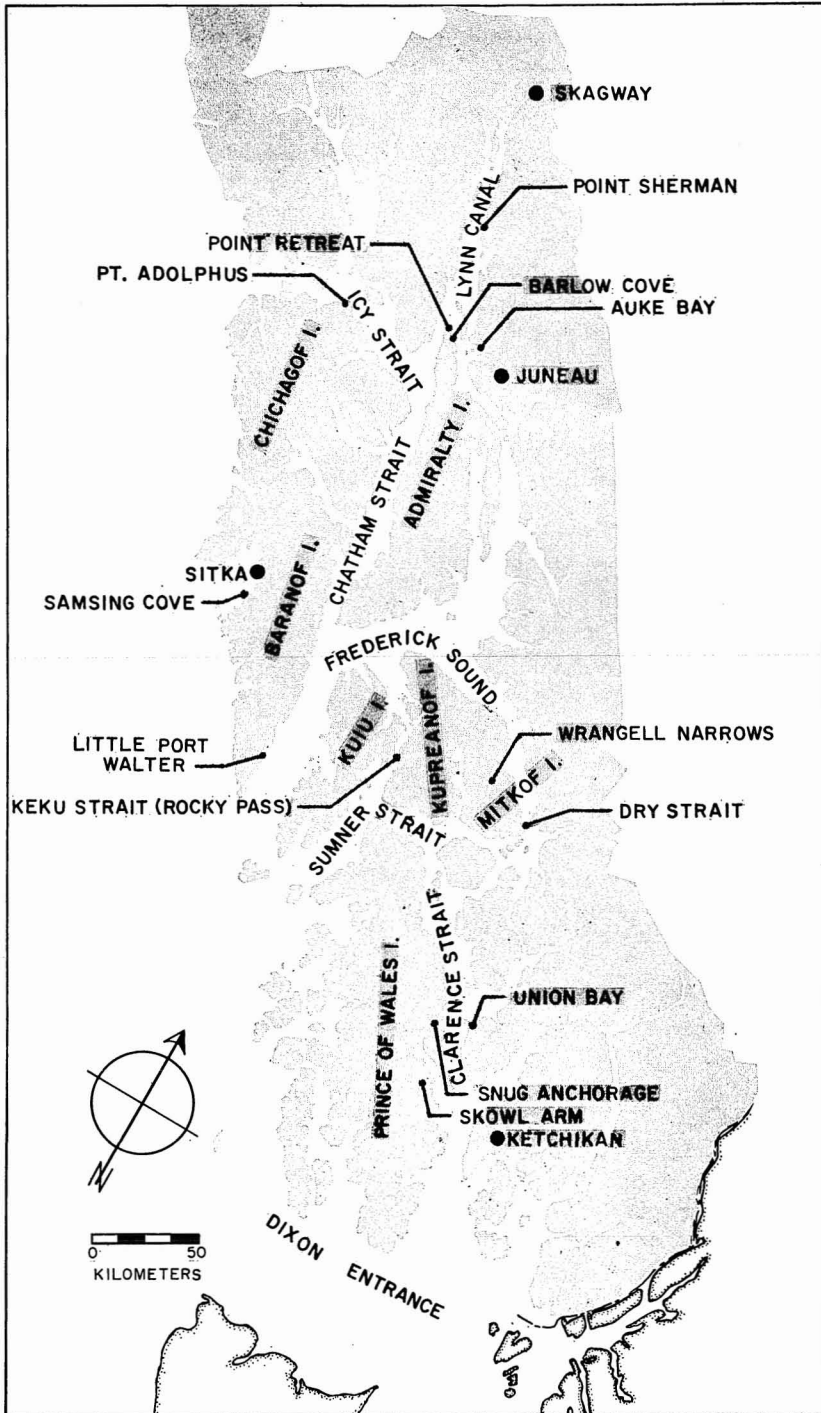 SKAGWAY
POINT SHERMAN
LYNN CANAL
POINT RETREAT
PT. ADOLPHUS
BARLOW COVE
ICY STRAIT
AUKE BAY
CHICHAGOF I.
JUNEAU
ADMIRALTY I.
CHATHAM STRAIT
SITKA
SAMSING COVE
BARANOF I.
FREDERICK SOUND
KUIU I.
KUPREANOF I.
LITTLE PORT
WALTER
WRANGELL NARROWS
MITKOF I.
KEKU STRAIT (ROCKY PASS)
DRY STRAIT
SUMNER STRAIT
CLARENCE STRAIT
PRINCE OF WALES I.
UNION BAY
SNUG ANCHORAGE
SKOWL ARM
KETCHIKAN
N
0 50
KILOMETERS
DIXON ENTRANCE